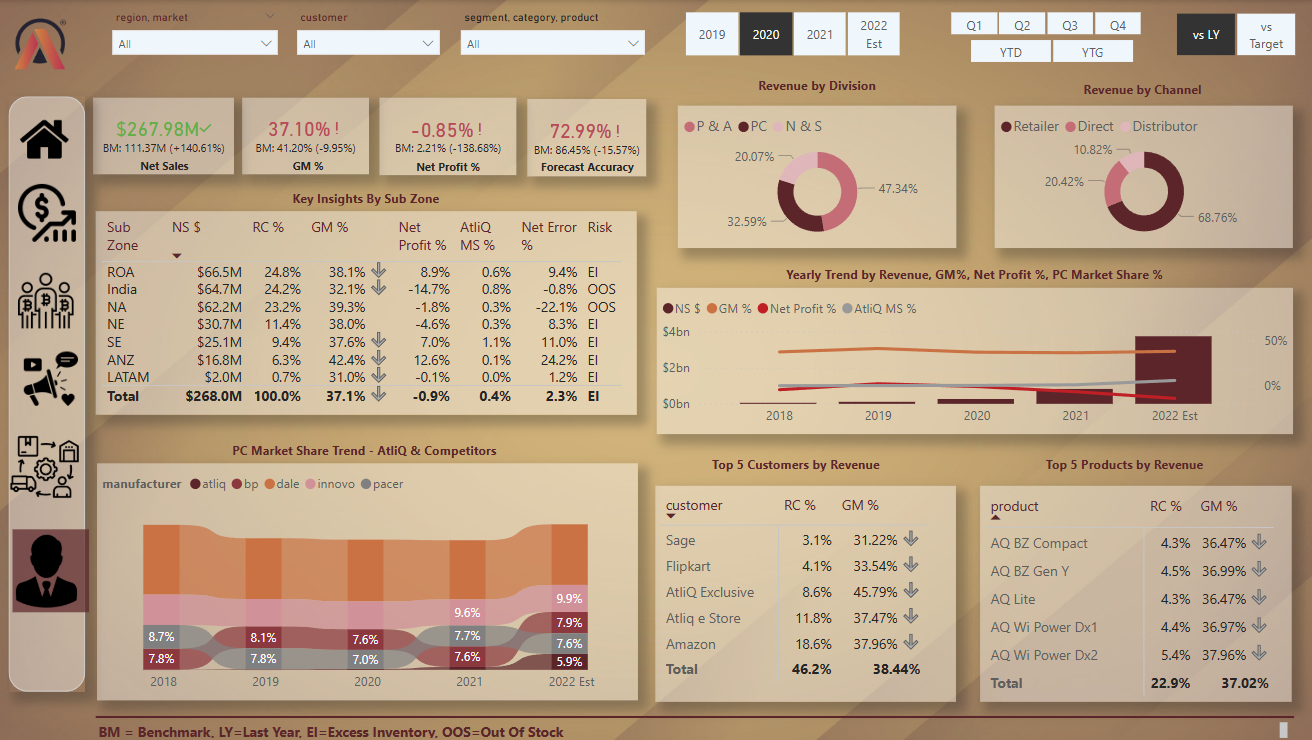 region, market
customer
segment, category, product
All
All
All
2019
2020
2021
2022
Est
Q1
Q2
Q3
Q4
YTD
YTG
vs LY
vs
Target
$267.98M
BM: 111.37M (+140.61%)
Net Sales
37.10% !
BM: 41.20% (-9.95%)
GM %
-0.85% !
BM: 2.21% (-138.68%)
Net Profit %
72.99% !
BM: 86.45% (-15.57%)
Forecast Accuracy
Revenue by Division
P & A PC N & S
20.07%
47.34%
32.59%
Revenue by Channel
Retailer Direct Distributor
10.82%
20.42%
68.76%
Key Insights By Sub Zone
Sub Zone NS $ RC % GM % Net Profit % AtliQ MS % Net Error % Risk
ROA $66.5M 24.8% 38.1% 8.9% 0.6% 9.4% EI
India $64.7M 24.2% 32.1% -14.7% 0.8% -0.8% OOS
NA $62.2M 23.2% 39.3% -1.8% 0.3% -22.1% OOS
NE $30.7M 11.4% 38.0% -4.6% 0.3% 8.3% EI
SE $25.1M 9.4% 37.6% 7.0% 1.1% 11.0% EI
ANZ $16.8M 6.3% 42.4% 12.6% 0.1% 24.2% EI
LATAM $2.0M 0.7% 31.0% -0.1% 0.0% 1.2% EI
Total $268.0M 100.0% 37.1% -0.9% 0.4% 2.3% EI
Yearly Trend by Revenue, GM%, Net Profit %, PC Market Share %
NS $ GM % Net Profit % AtliQ MS %
$4bn
$2bn
$0bn
50%
0%
2018 2019 2020 2021 2022 Est
PC Market Share Trend - AtliQ & Competitors
manufacturer atliq bp dale innovo pacer
8.7%
7.8%
8.1%
7.8%
7.6%
7.0%
9.6%
7.7%
7.6%
9.9%
7.9%
7.6%
5.9%
2018 2019 2020 2021 2022 Est
Top 5 Customers by Revenue
customer RC % GM %
Sage 3.1% 31.22%
Flipkart 4.1% 33.54%
AtliQ Exclusive 8.6% 45.79%
Atliq e Store 11.8% 37.47%
Amazon 18.6% 37.96%
Total 46.2% 38.44%
Top 5 Products by Revenue
product RC % GM %
AQ BZ Compact 4.3% 36.47%
AQ BZ Gen Y 4.5% 36.99%
AQ Lite 4.3% 36.47%
AQ Wi Power Dx1 4.4% 36.97%
AQ Wi Power Dx2 5.4% 37.96%
Total 22.9% 37.02%
BM = Benchmark, LY=Last Year, EI=Excess Inventory, OOS=Out Of Stock